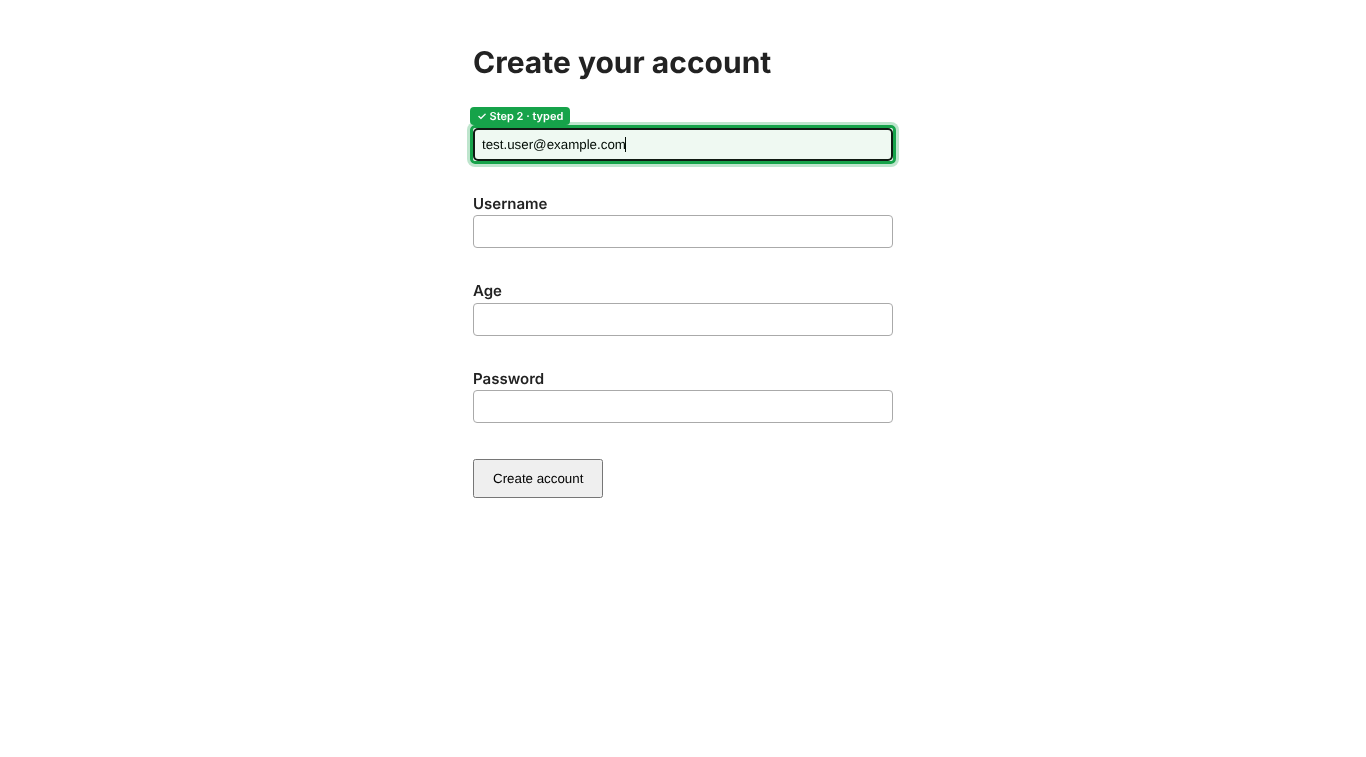 Create your account
✓ Step 2 · typed
test.user@example.com
Username
Age
Password
Create account